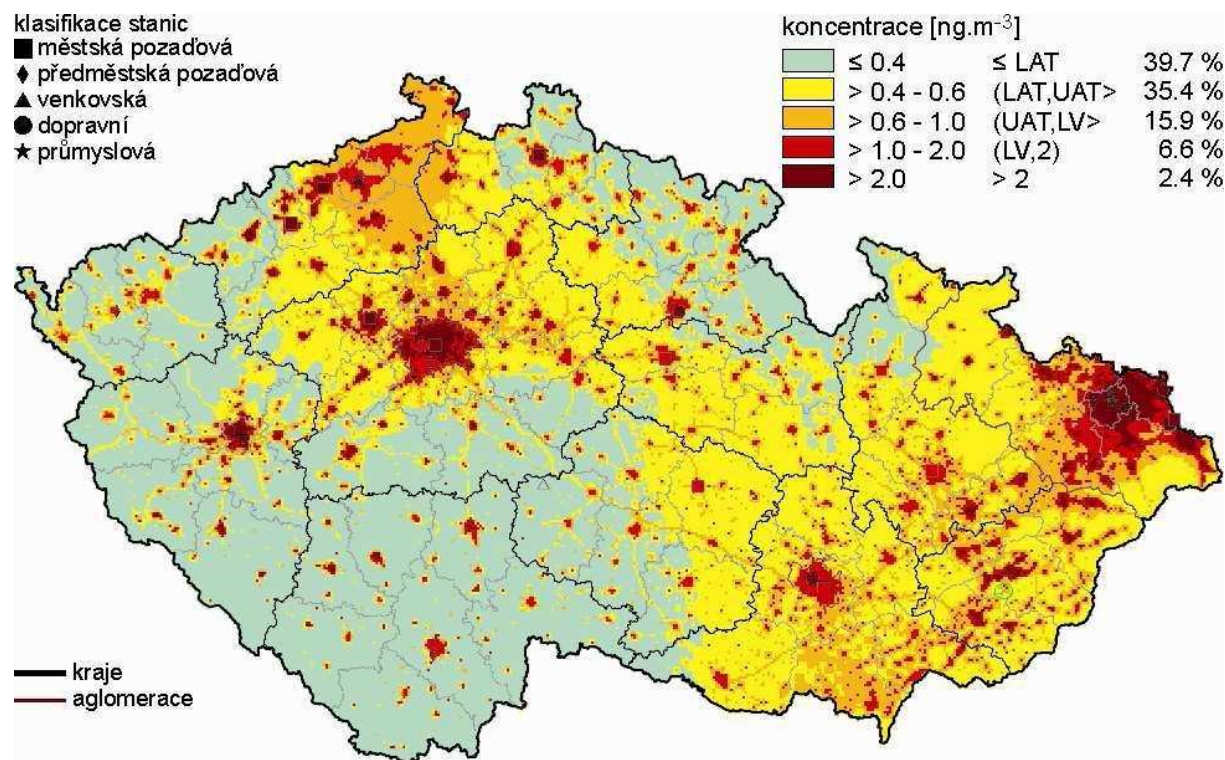 klasifikace stanic
městská pozaďová
předměstská pozaďová
venkovská
dopravní
průmyslová
koncentrace [ng.m⁻³]
≤ 0.4 ≤ LAT 39.7 %
> 0.4 - 0.6 (LAT,UAT> 35.4 %
> 0.6 - 1.0 (UAT,LV> 15.9 %
> 1.0 - 2.0 (LV,2) 6.6 %
> 2.0 > 2 2.4 %
kraje
aglomerace